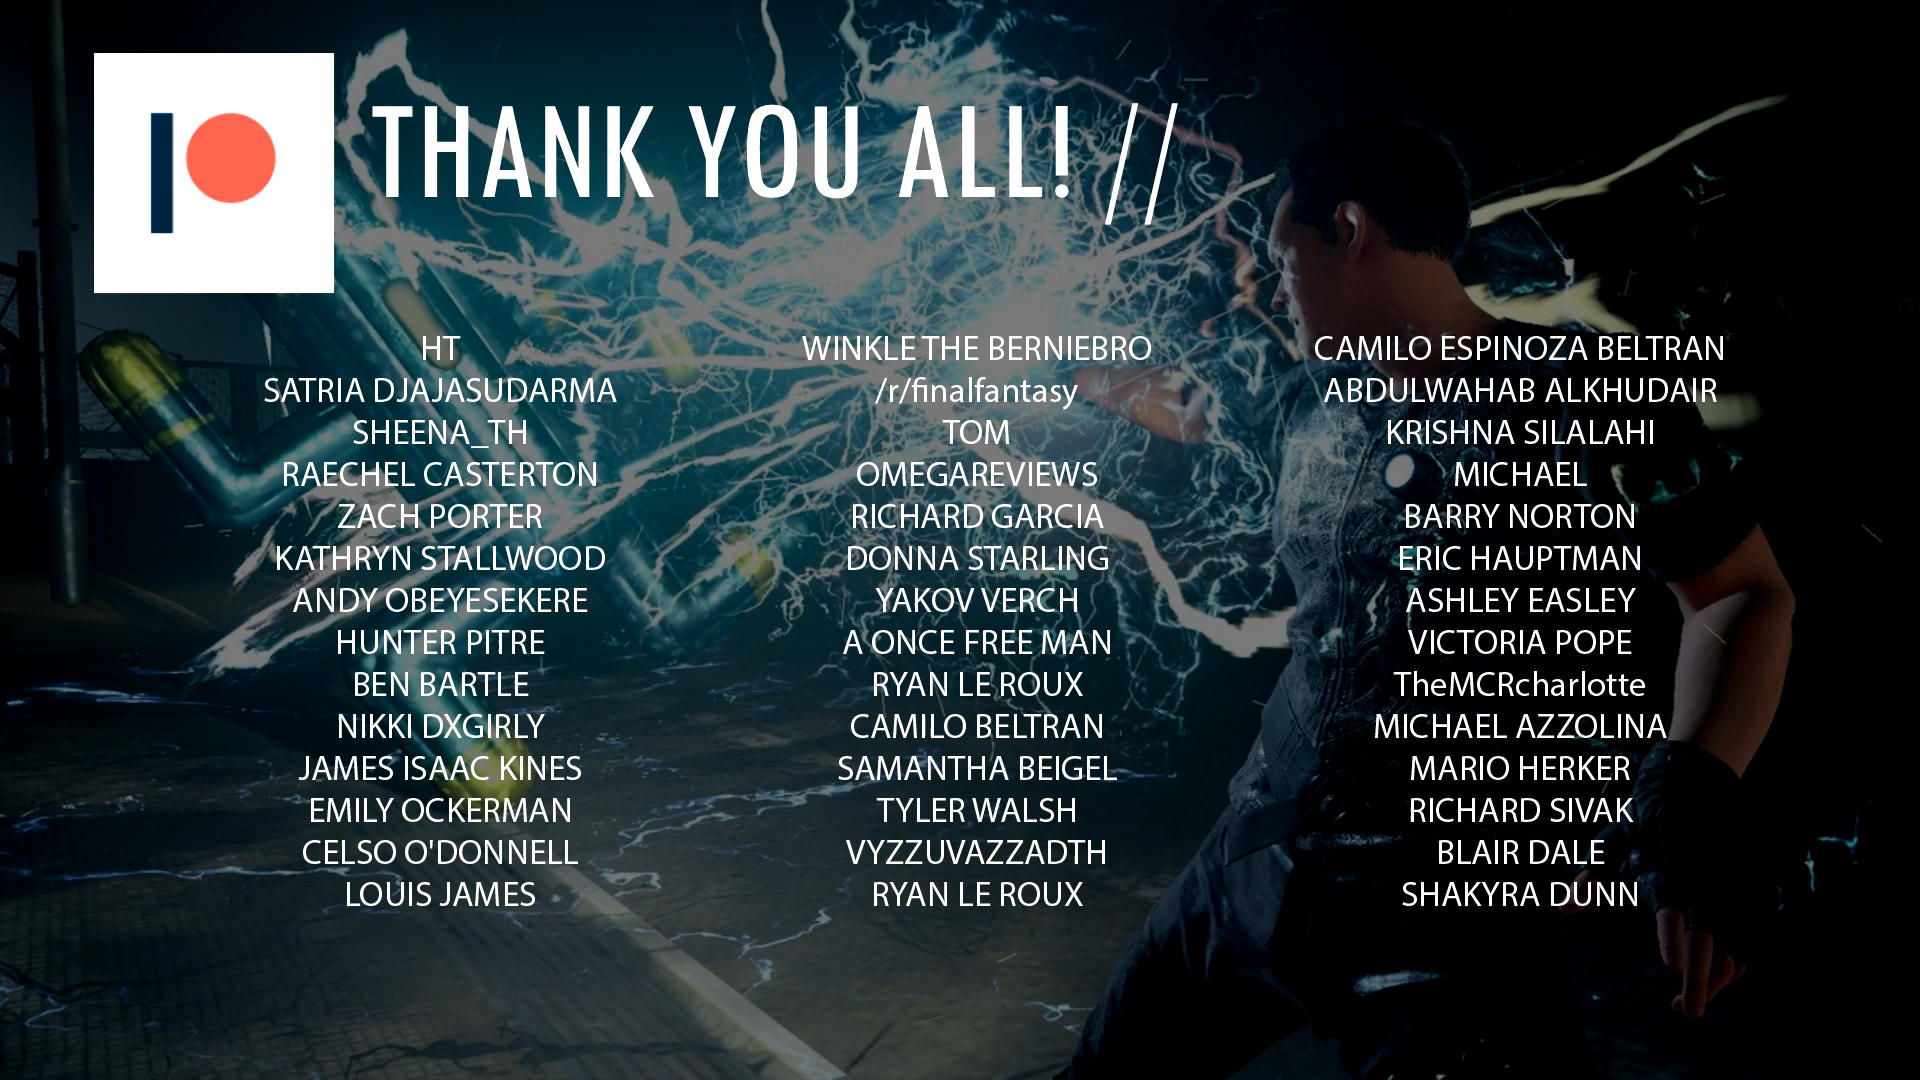 THANK YOU ALL! //
HT
SATRIA DJAJASUDARMA
SHEENA_TH
RAECHEL CASTERTON
ZACH PORTER
KATHRYN STALLWOOD
ANDY OBEYESEKERE
HUNTER PITRE
BEN BARTLE
NIKKI DXGIRLY
JAMES ISAAC KINES
EMILY OCKERMAN
CELSO O'DONNELL
LOUIS JAMES
WINKLE THE BERNIEBRO
/r/finalfantasy
TOM
OMEGAREVIEWS
RICHARD GARCIA
DONNA STARLING
YAKOV VERCH
A ONCE FREE MAN
RYAN LE ROUX
CAMILO BELTRAN
SAMANTHA BEIGEL
TYLER WALSH
VYZZUVAZZADTH
RYAN LE ROUX
CAMILO ESPINOZA BELTRAN
ABDULWAHAB ALKHUDAIR
KRISHNA SILALAHI
MICHAEL
BARRY NORTON
ERIC HAUPTMAN
ASHLEY EASLEY
VICTORIA POPE
TheMCRcharlotte
MICHAEL AZZOLINA
MARIO HERKER
RICHARD SIVAK
BLAIR DALE
SHAKYRA DUNN